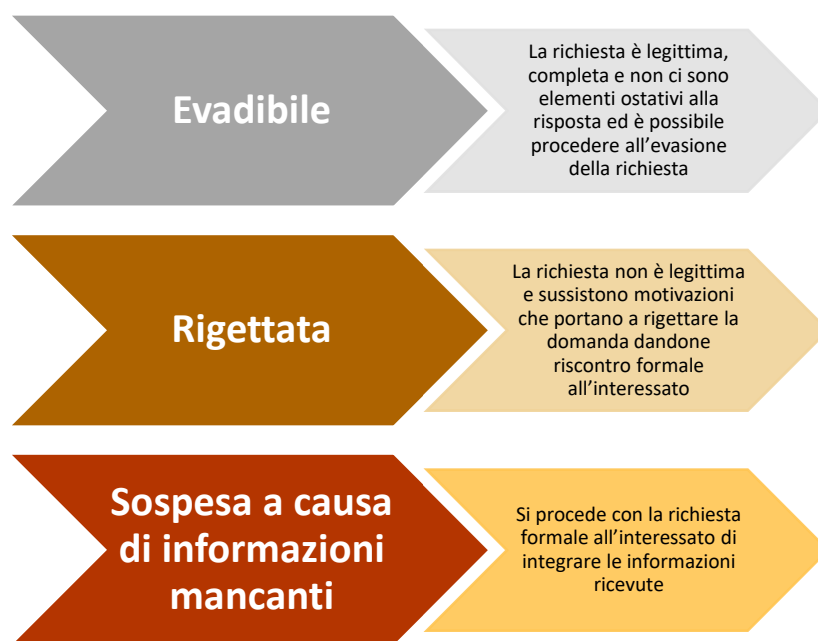 Evadibile
La richiesta è legittima,
completa e non ci sono
elementi ostativi alla
risposta ed è possibile
procedere all’evasione
della richiesta
Rigettata
La richiesta non è legittima
e sussistono motivazioni
che portano a rigettare la
domanda dandone
riscontro formale
all’interessato
Sospesa a causa
di informazioni
mancanti
Si procede con la richiesta
formale all’interessato di
integrare le informazioni
ricevute